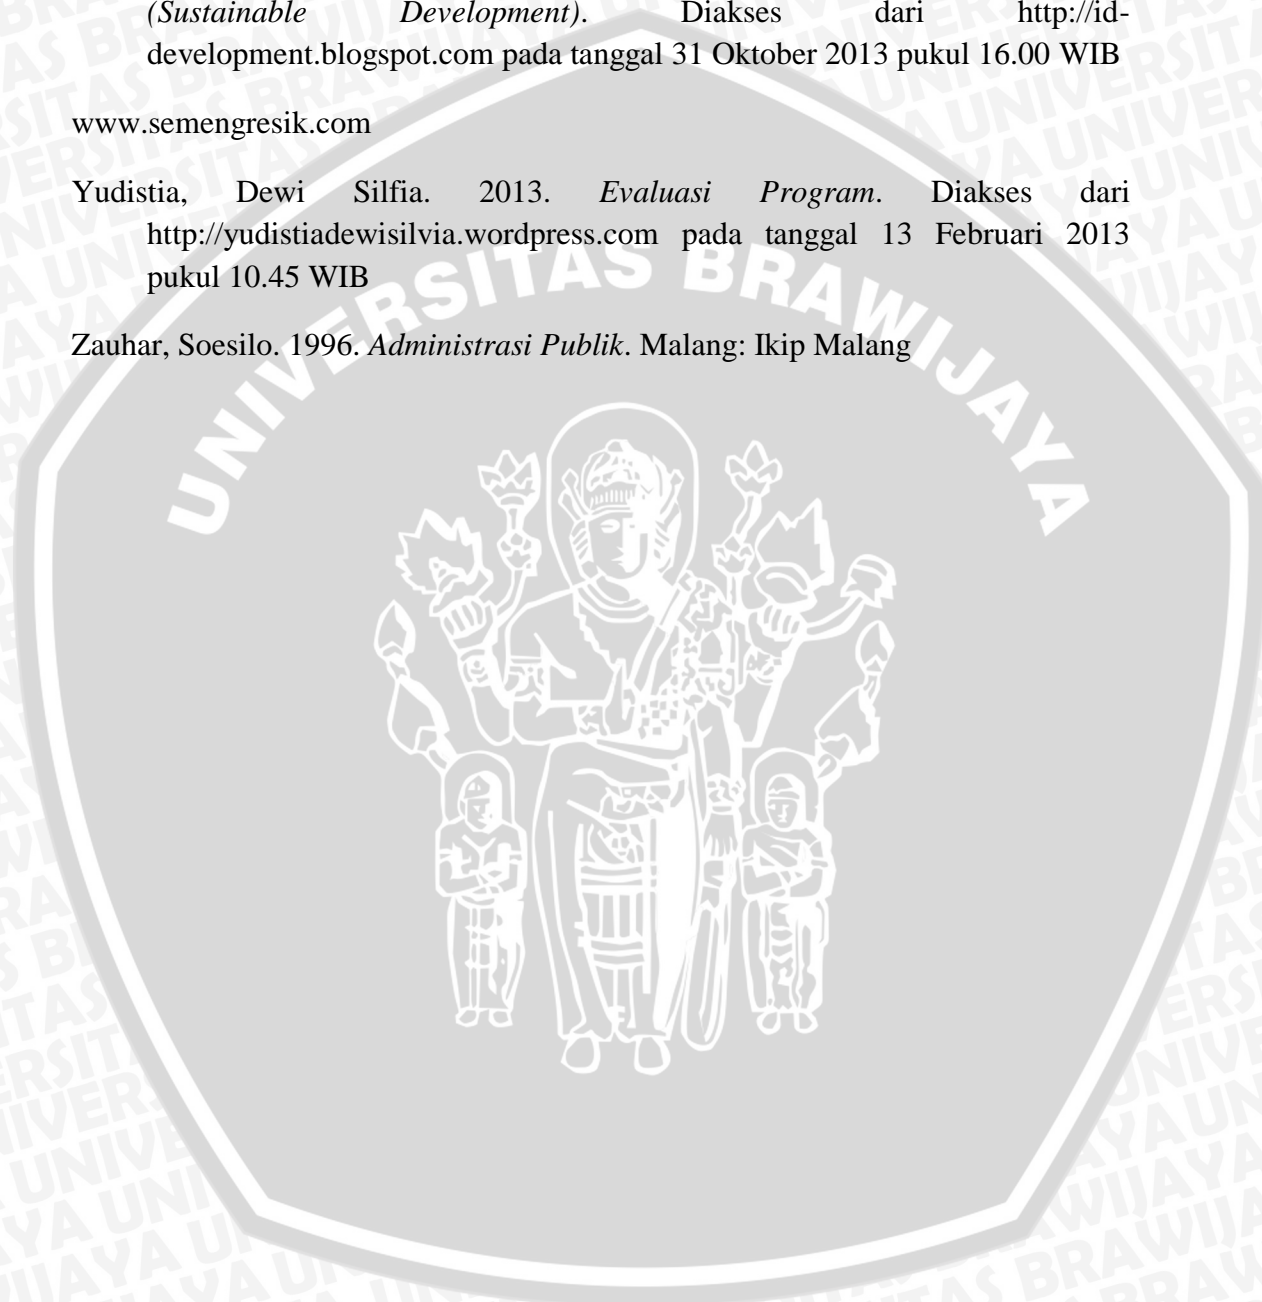 (Sustainable Development). Diakses dari http://id-
development.blogspot.com pada tanggal 31 Oktober 2013 pukul 16.00 WIB
www.semengresik.com
Yudistia, Dewi Silfia. 2013. Evaluasi Program. Diakses dari
http://yudistiadewisilvia.wordpress.com pada tanggal 13 Februari 2013
pukul 10.45 WIB
Zauhar, Soesilo. 1996. Administrasi Publik. Malang: Ikip Malang
UNIVERSITAS BRAWIJAYA